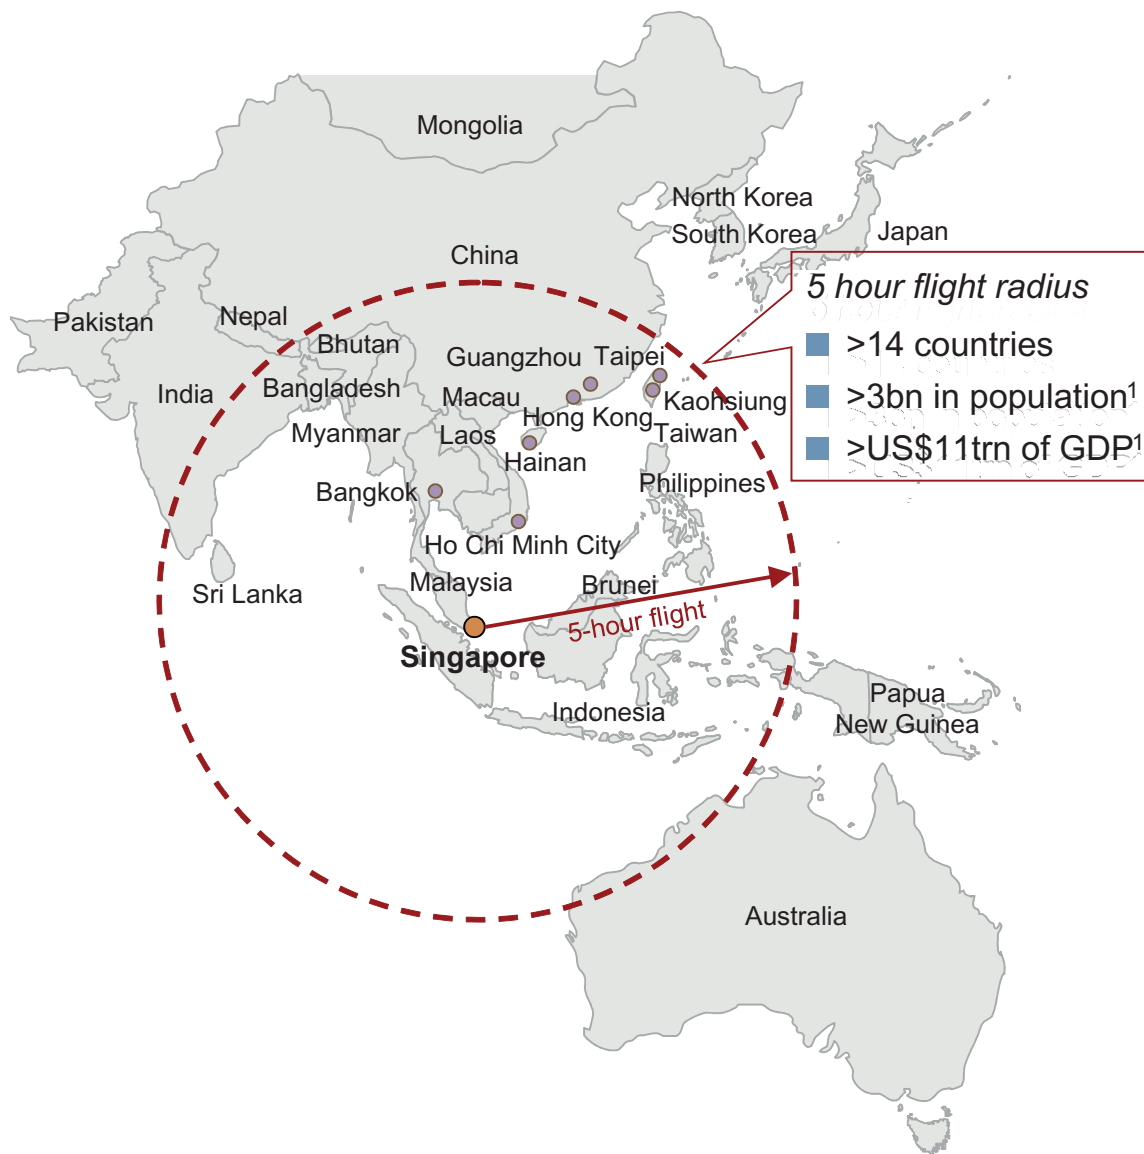 Mongolia
North Korea
South Korea
Japan
China
5 hour flight radius
>14 countries
>3bn in population¹
>US$11trn of GDP¹
Pakistan
Nepal
Bhutan
India
Bangladesh
Myanmar
Guangzhou
Taipei
Macau
Hong Kong
Kaohsiung
Taiwan
Laos
Hainan
Bangkok
Philippines
Ho Chi Minh City
Sri Lanka
Malaysia
Brunei
5-hour flight
Singapore
Indonesia
Papua
New Guinea
Australia